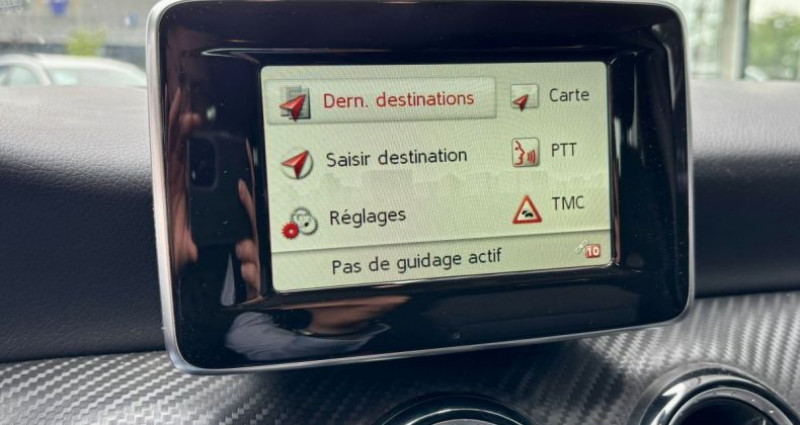 Dern. destinations
Saisir destination
Réglages
Carte
PTT
TMC
Pas de guidage actif
10